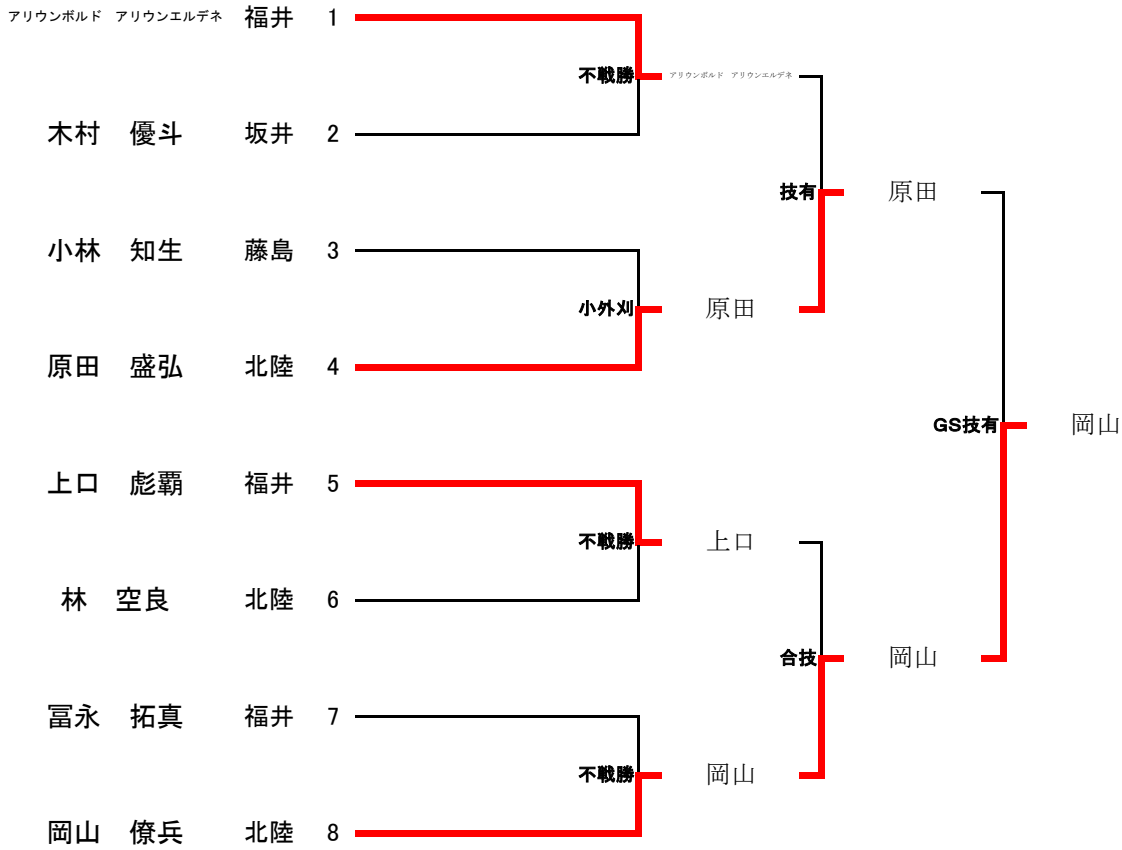 アリウンボルド アリウンエルデネ 福井 1
不戦勝 アリウンボルド アリウンエルデネ
木村 優斗 坂井 2
技有 原田
小林 知生 藤島 3
小外刈 原田
原田 盛弘 北陸 4
GS技有 岡山
上口 彪覇 福井 5
不戦勝 上口
林 空良 北陸 6
合技 岡山
冨永 拓真 福井 7
不戦勝 岡山
岡山 僚兵 北陸 8